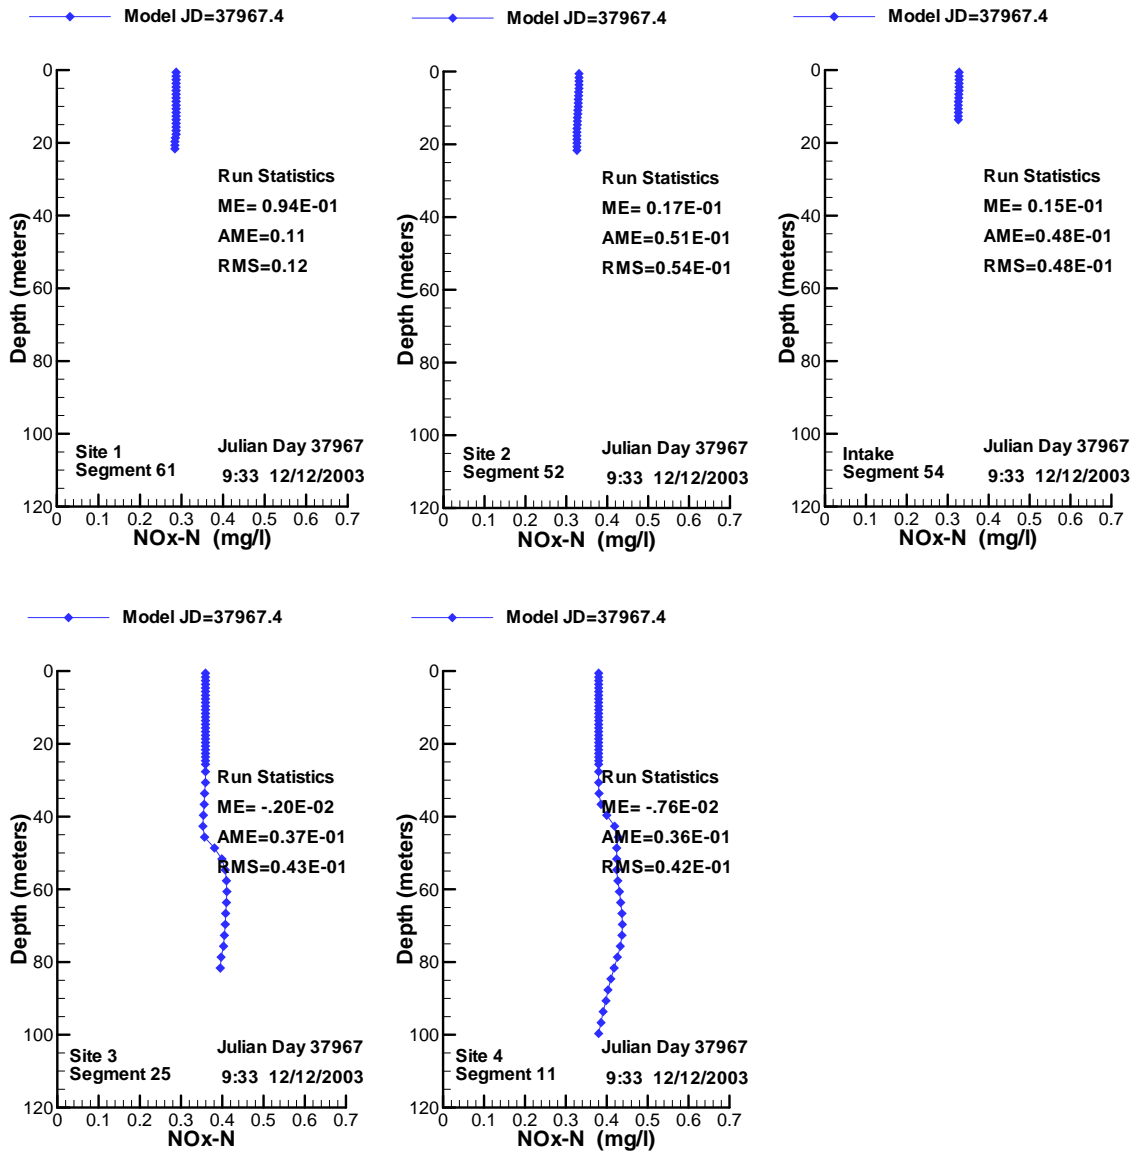 Model JD=37967.4
0
20
40
60
80
100
120
Depth (meters)
Run Statistics
ME= 0.94E-01
AME=0.11
RMS=0.12
Site 1
Segment 61
Julian Day 37967
9:33 12/12/2003
0 0.1 0.2 0.3 0.4 0.5 0.6 0.7
NOx-N (mg/l)
Model JD=37967.4
0
20
40
60
80
100
120
Depth (meters)
Run Statistics
ME= 0.17E-01
AME=0.51E-01
RMS=0.54E-01
Site 2
Segment 52
Julian Day 37967
9:33 12/12/2003
0 0.1 0.2 0.3 0.4 0.5 0.6 0.7
NOx-N (mg/l)
Model JD=37967.4
0
20
40
60
80
100
120
Depth (meters)
Run Statistics
ME= 0.15E-01
AME=0.48E-01
RMS=0.48E-01
Intake
Segment 54
Julian Day 37967
9:33 12/12/2003
0 0.1 0.2 0.3 0.4 0.5 0.6 0.7
NOx-N (mg/l)
Model JD=37967.4
0
20
40
60
80
100
120
Depth (meters)
Run Statistics
ME= -.20E-02
AME=0.37E-01
RMS=0.43E-01
Site 3
Segment 25
Julian Day 37967
9:33 12/12/2003
0 0.1 0.2 0.3 0.4 0.5 0.6 0.7
NOx-N
Model JD=37967.4
0
20
40
60
80
100
120
Depth (meters)
Run Statistics
ME= -.76E-02
AME=0.36E-01
RMS=0.42E-01
Site 4
Segment 11
Julian Day 37967
9:33 12/12/2003
0 0.1 0.2 0.3 0.4 0.5 0.6 0.7
NOx-N (mg/l)